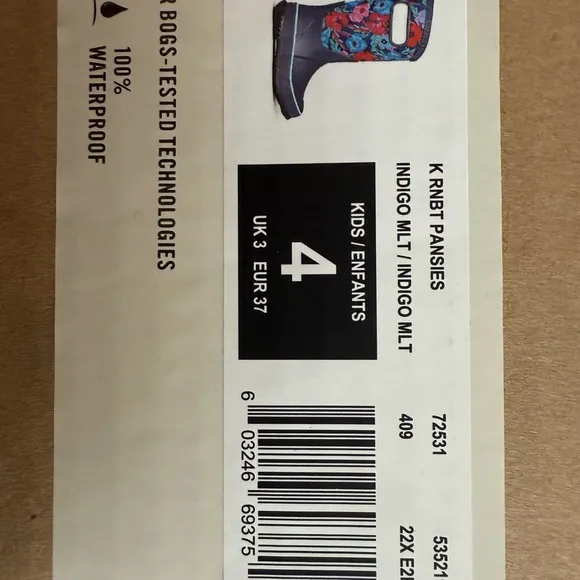 R BOGS-TESTED TECHNOLOGIES
100%
WATERPROOF
K RNBT PANSIES 72531 53521
INDIGO MLT / INDIGO MLT 409 22X
KIDS / ENFANTS
4
UK 3 EUR 37
6 03246 69375